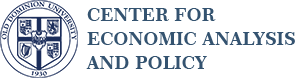 OLD DOMINION UNIVERSITY
1930
CENTER FOR
ECONOMIC ANALYSIS
AND POLICY